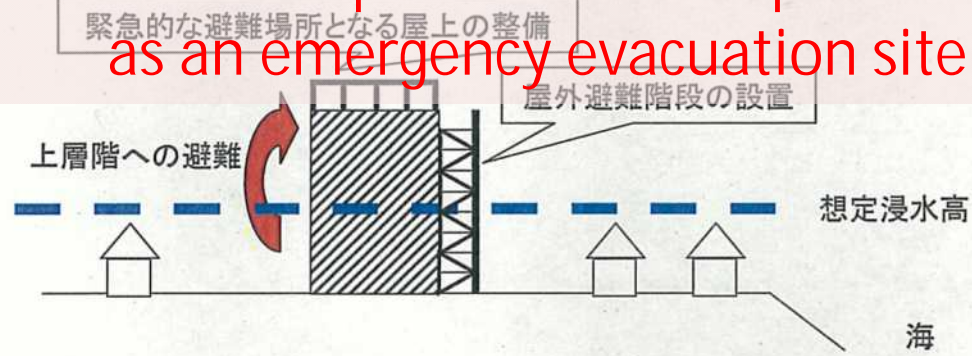 緊急的な避難場所となる屋上の整備
as an emergency evacuation site
屋外避難階段の設置
上層階への避難
想定浸水高
海